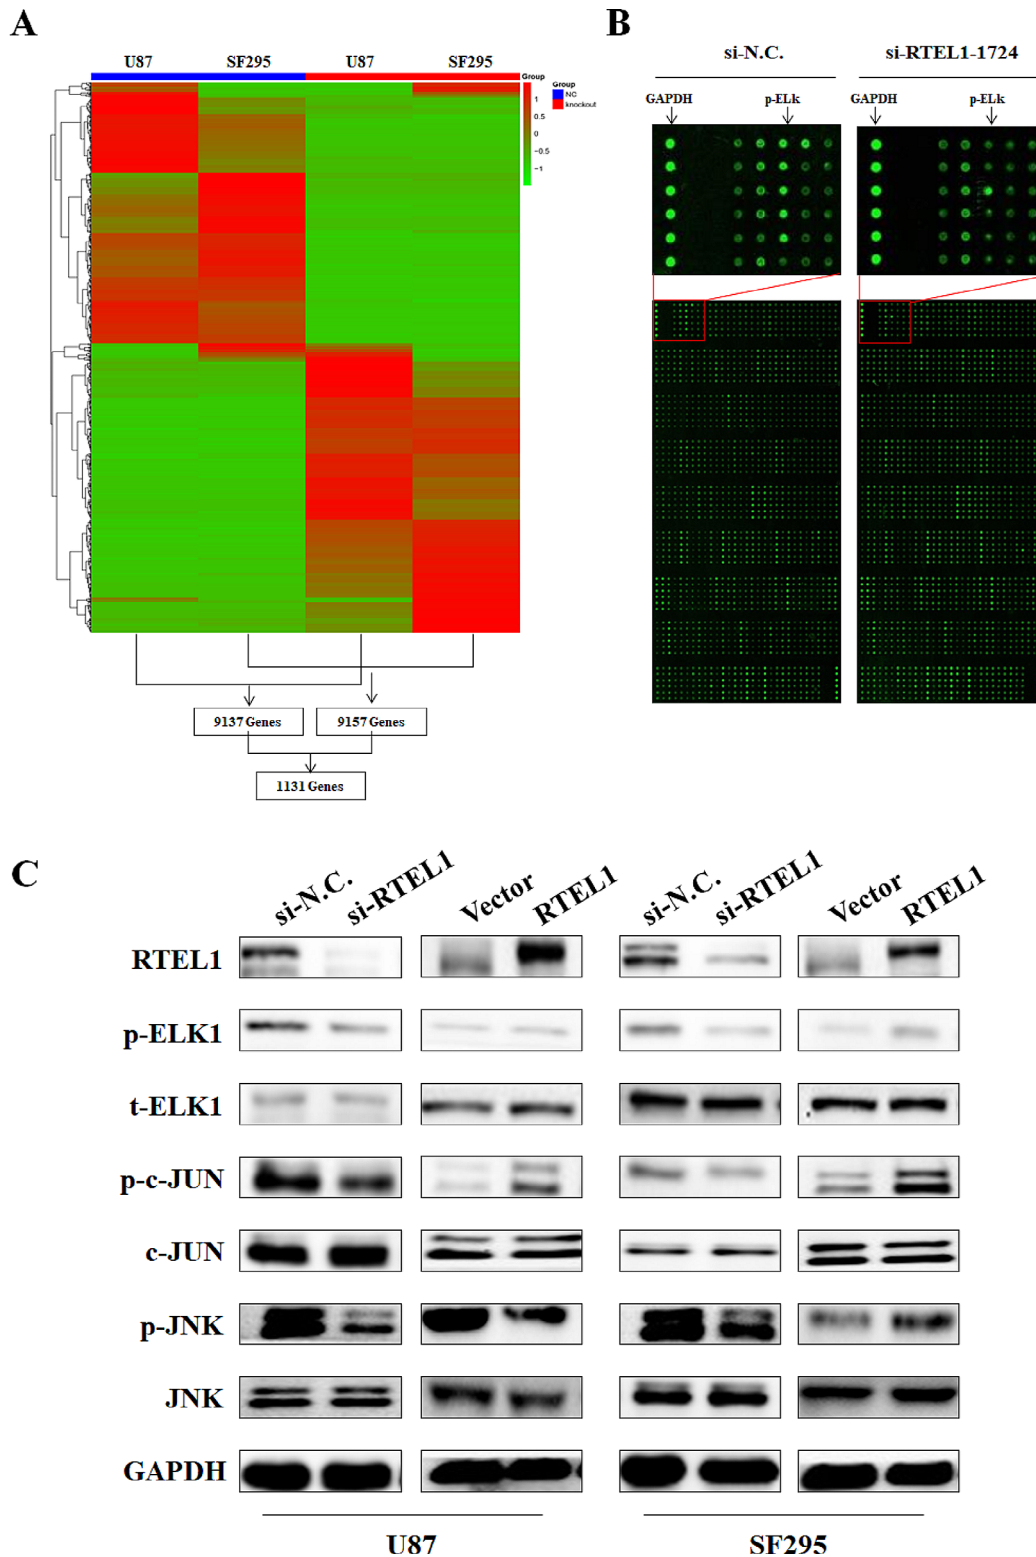 A
U87 SF295 U87 SF295
Group
1
0.5
0
−0.5
−1
Group
NC
knockout
9137 Genes
9157 Genes
1131 Genes
B
si-N.C.
si-RTEL1-1724
GAPDH
p-ELk
GAPDH
p-ELk
C
si-N.C. si-RTEL1 Vector RTEL1 si-N.C. si-RTEL1 Vector RTEL1
RTEL1
p-ELK1
t-ELK1
p-c-JUN
c-JUN
p-JNK
JNK
GAPDH
U87
SF295